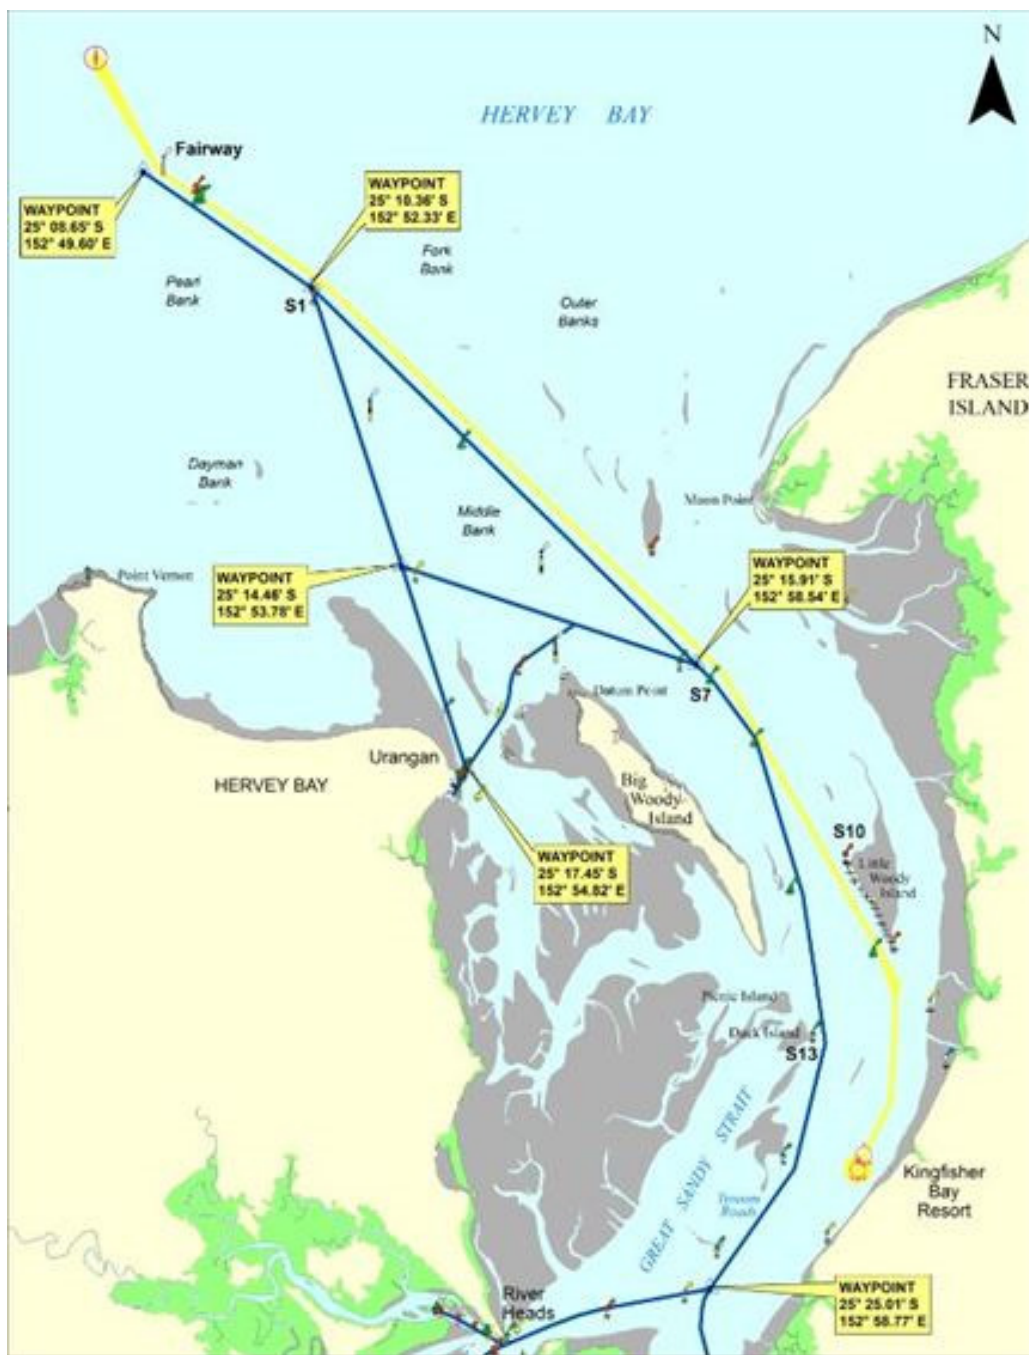 N
HERVEY BAY
Fairway
WAYPOINT
25° 10.36' S
152° 52.33' E
WAYPOINT
25° 08.65' S
152° 49.60' E
Fork
Bank
Pearl
Bank
S1
Outer
Banks
FRASER
ISLAND
Dayman
Bank
Moon Point
Middle
Bank
WAYPOINT
25° 15.91' S
152° 58.54' E
Point Vernon
WAYPOINT
25° 14.46' S
152° 53.78' E
Datum Point
S7
Urangan
HERVEY BAY
Big
Woody
Island
S10
Little
Woody
Island
WAYPOINT
25° 17.45' S
152° 54.82' E
Picnic Island
Duck Island
S13
GREAT SANDY STRAIT
Kingfisher
Bay
Resort
Roads
River
Heads
WAYPOINT
25° 25.01' S
152° 58.77' E